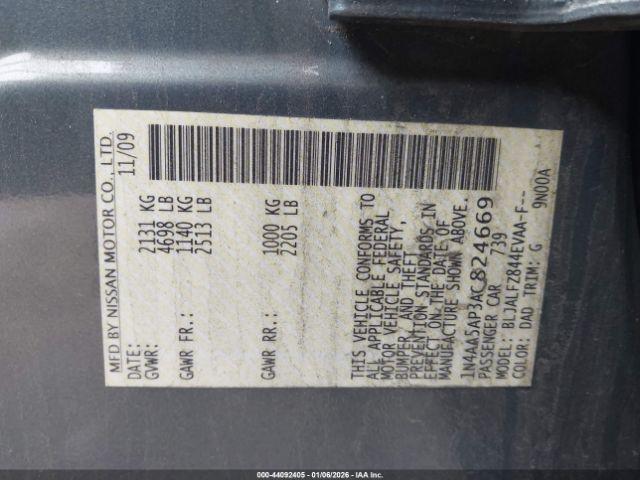 MFD BY NISSAN MOTOR CO., LTD.
DATE: 11/09
GVWR: 2131 KG
4698 LB
GAWR FR: 1140 KG
2513 LB
GAWR RR: 1000 KG
2205 LB
THIS VEHICLE CONFORMS TO
ALL APPLICABLE FEDERAL
MOTOR VEHICLE SAFETY,
BUMPER, AND THEFT
PREVENTION STANDARDS IN
EFFECT ON THE DATE OF
MANUFACTURE SHOWN ABOVE.
1N4AA5AP3AC824669
PASSENGER CAR 739
MODEL: BLJALFZ844EVAA-F--
COLOR: DAD TRIM: G 9N00A
000-44092405 - 01/06/2026 - IAAI, Inc.